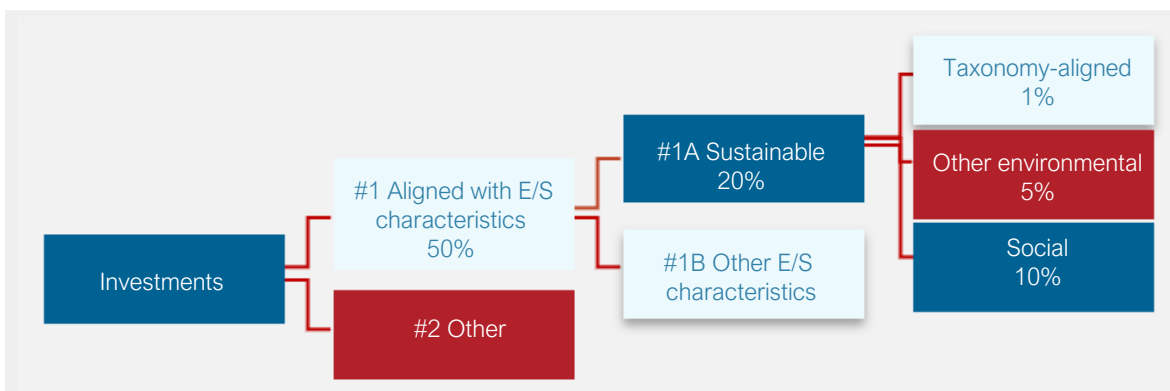 Investments
#1 Aligned with E/S
characteristics
50%
#2 Other
#1A Sustainable
20%
#1B Other E/S
characteristics
Taxonomy-aligned
1%
Other environmental
5%
Social
10%